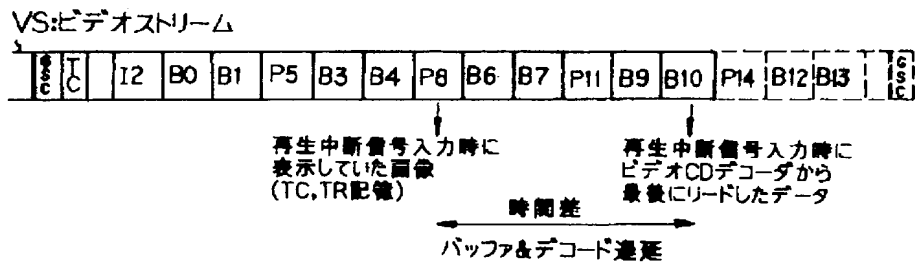 VS:ビデオストリーム
GSC TC I2 B0 B1 P5 B3 B4 P8 B6 B7 P11 B9 B10 P14 B12 B13 GSC
再生中断信号入力時に
表示していた画像
(TC,TR記憶)
再生中断信号入力時に
ビデオCDデコーダから
最後にリードしたデータ
時間差
バッファ&デコード遅延